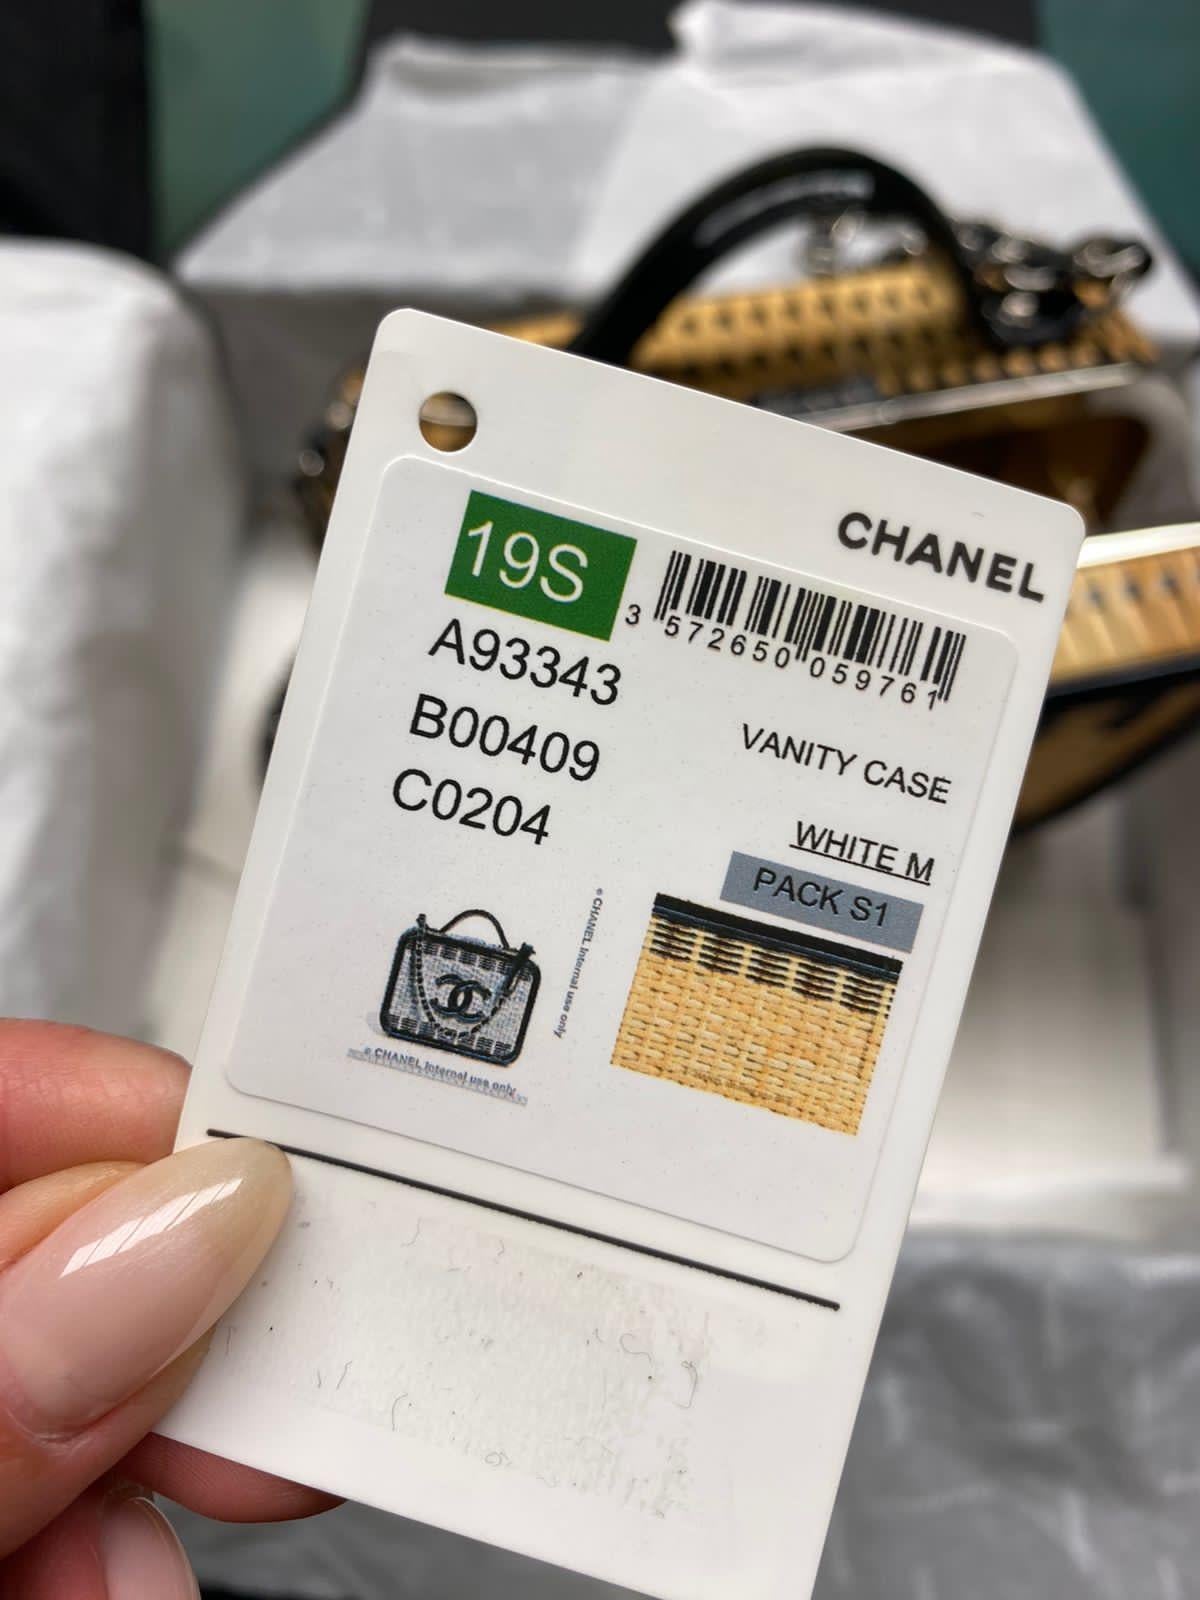 CHANEL
19S
3 572650 059761
A93343
B00409
C0204
VANITY CASE
WHITE M
PACK S1
© CHANEL Internal use only
© CHANEL Internal use only